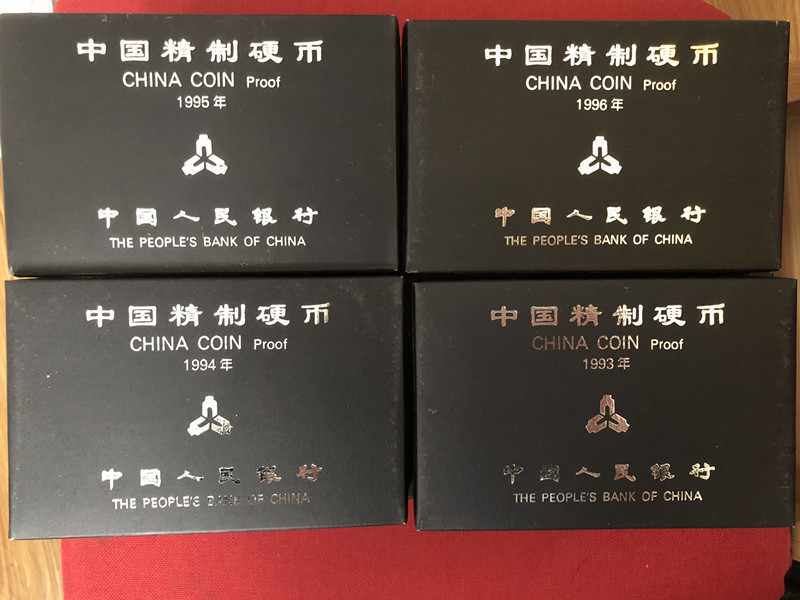 中国精制硬币
CHINA COIN Proof
1995年
中国人民银行
THE PEOPLE'S BANK OF CHINA
中国精制硬币
CHINA COIN Proof
1996年
中国人民银行
THE PEOPLE'S BANK OF CHINA
中国精制硬币
CHINA COIN Proof
1994年
中国人民银行
THE PEOPLE'S BANK OF CHINA
中国精制硬币
CHINA COIN Proof
1993年
中国人民银行
THE PEOPLE'S BANK OF CHINA